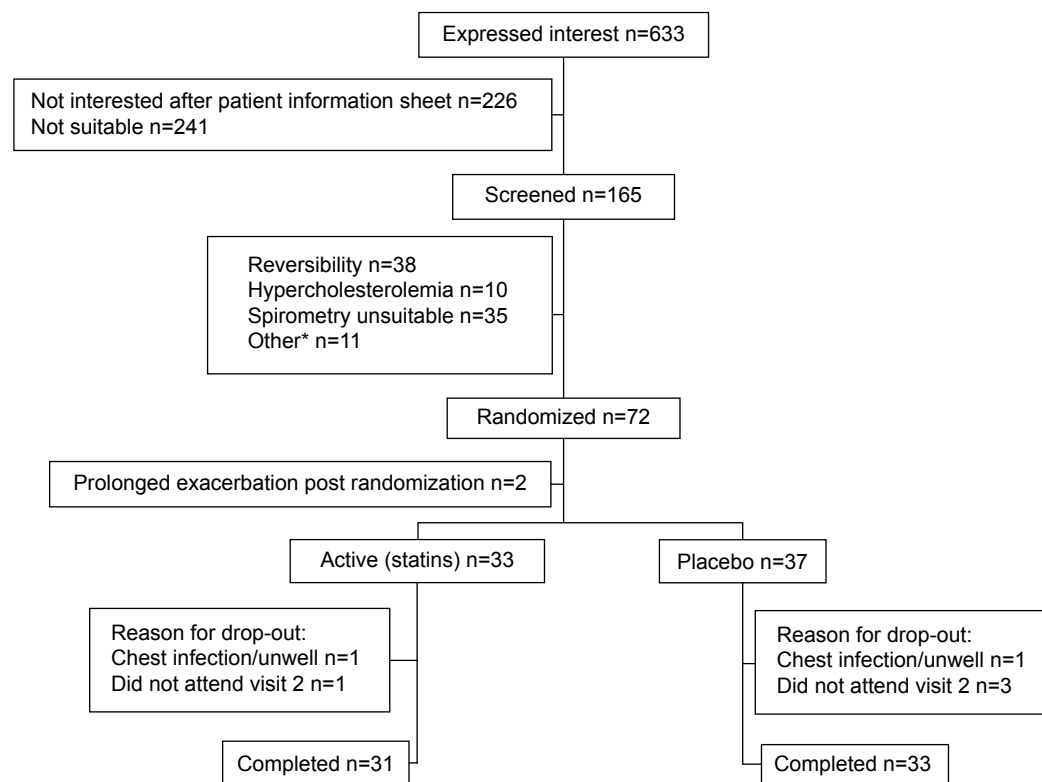 Expressed interest n=633
Not interested after patient information sheet n=226
Not suitable n=241
Screened n=165
Reversibility n=38
Hypercholesterolemia n=10
Spirometry unsuitable n=35
Other* n=11
Randomized n=72
Prolonged exacerbation post randomization n=2
Active (statins) n=33
Placebo n=37
Reason for drop-out:
Chest infection/unwell n=1
Did not attend visit 2 n=1
Reason for drop-out:
Chest infection/unwell n=1
Did not attend visit 2 n=3
Completed n=31
Completed n=33